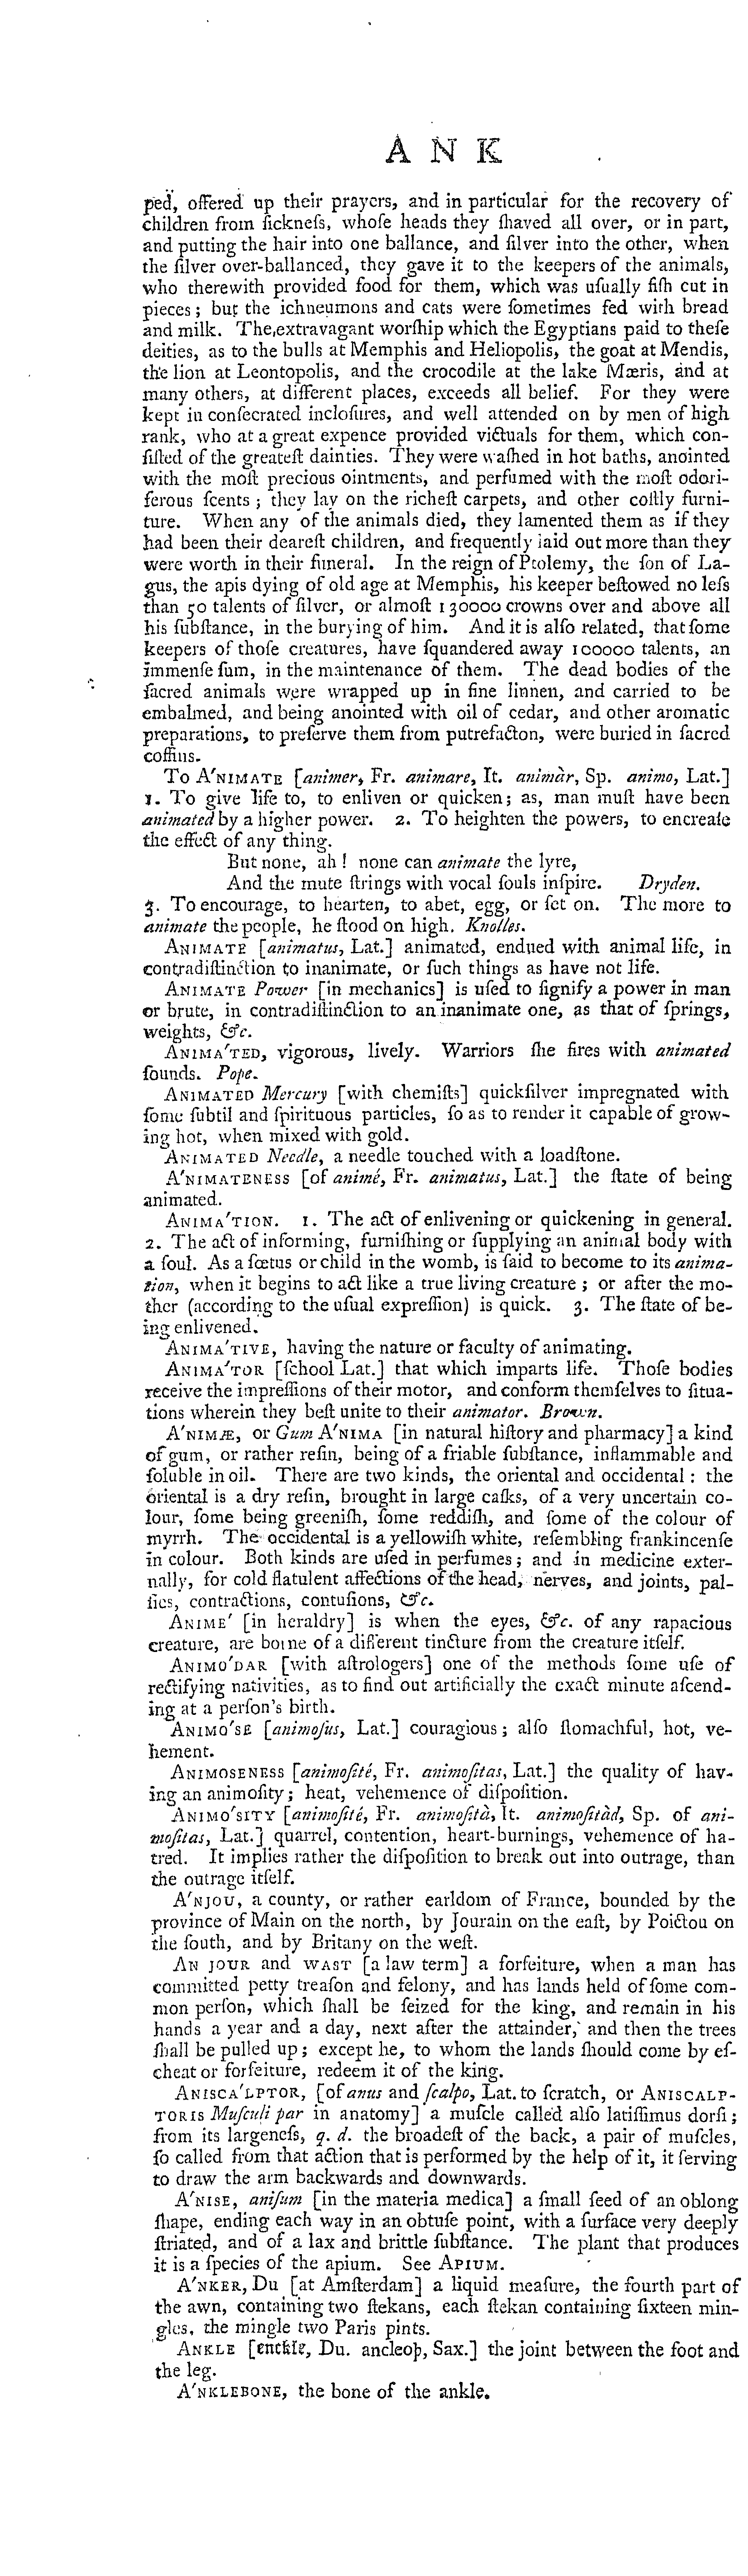 A N K
ped, offered up their prayers, and in particular for the recovery of
children from ſickneſs, whoſe heads they ſhaved all over, or in part,
and putting the hair into one ballance, and ſilver into the other, when
the ſilver over-ballanced, they gave it to the keepers of the animals,
who therewith provided food for them, which was uſually fiſh cut in
pieces; but the ichneumons and cats were ſometimes fed with bread
and milk. The extravagant worſhip which the Egyptians paid to theſe
deities, as to the bulls at Memphis and Heliopolis, the goat at Mendis,
the lion at Leontopolis, and the crocodile at the lake Mœris, and at
many others, at different places, exceeds all belief. For they were
kept in conſecrated incloſures, and well attended on by men of high
rank, who at a great expence provided victuals for them, which con-
ſiſted of the greateſt dainties. They were waſhed in hot baths, anointed
with the moſt precious ointments, and perfumed with the moſt odori-
ferous ſcents; they lay on the richeſt carpets, and other coſtly furni-
ture. When any of the animals died, they lamented them as if they
had been their deareſt children, and frequently laid out more than they
were worth in their funeral. In the reign of Ptolemy, the ſon of La-
gus, the apis dying of old age at Memphis, his keeper beſtowed no leſs
than 50 talents of ſilver, or almoſt 130000 crowns over and above all
his ſubſtance, in the burying of him. And it is alſo related, that ſome
keepers of thoſe creatures, have ſquandered away 100000 talents, an
immenſe ſum, in the maintenance of them. The dead bodies of the
ſacred animals were wrapped up in fine linnen, and carried to be
embalmed, and being anointed with oil of cedar, and other aromatic
preparations, to preſerve them from putrefacton, were buried in ſacred
coffins.
To A'NIMATE [animer, Fr. animare, It. animàr, Sp. animo, Lat.]
1. To give life to, to enliven or quicken; as, man muſt have been
animated by a higher power. 2. To heighten the powers, to encreaſe
the effect of any thing.
But none, ah! none can animate the lyre,
And the mute ſtrings with vocal ſouls inſpire. Dryden.
3. To encourage, to hearten, to abet, egg, or ſet on. The more to
animate the people, he ſtood on high. Knolles.
ANIMATE [animatus, Lat.] animated, endued with animal life, in
contradiſtinction to inanimate, or ſuch things as have not life.
ANIMATE Power [in mechanics] is uſed to ſignify a power in man
or brute, in contradiſtinction to an inanimate one, as that of ſprings,
weights, &c.
ANIMA'TED, vigorous, lively. Warriors ſhe fires with animated
ſounds. Pope.
ANIMATED Mercury [with chemiſts] quickſilver impregnated with
ſome ſubtil and ſpirituous particles, ſo as to render it capable of grow-
ing hot, when mixed with gold.
ANIMATED Needle, a needle touched with a loadſtone.
A'NIMATENESS [of animé, Fr. animatus, Lat.] the ſtate of being
animated.
ANIMA'TION. 1. The act of enlivening or quickening in general.
2. The act of informing, furniſhing or ſupplying an animal body with
a ſoul. As a fœtus or child in the womb, is ſaid to become to its anima-
tion, when it begins to act like a true living creature; or after the mo-
ther (according to the uſual expreſſion) is quick. 3. The ſtate of be-
ing enlivened.
ANIMA'TIVE, having the nature or faculty of animating.
ANIMA'TOR [ſchool Lat.] that which imparts life. Thoſe bodies
receive the impreſſions of their motor, and conform themſelves to ſitua-
tions wherein they beſt unite to their animator. Brown.
A'NIMÆ, or Gum A'NIMA [in natural hiſtory and pharmacy] a kind
of gum, or rather reſin, being of a friable ſubſtance, inflammable and
ſoluble in oil. There are two kinds, the oriental and occidental: the
oriental is a dry reſin, brought in large caſks, of a very uncertain co-
lour, ſome being greeniſh, ſome reddiſh, and ſome of the colour of
myrrh. The occidental is a yellowiſh white, reſembling frankincenſe
in colour. Both kinds are uſed in perfumes; and in medicine exter-
nally, for cold flatulent affections of the head, nerves, and joints, pal-
ſies, contractions, contuſions, &c.
ANIME' [in heraldry] is when the eyes, &c. of any rapacious
creature, are borne of a different tincture from the creature itſelf.
ANIMO'DAR [with aſtrologers] one of the methods ſome uſe of
rectifying nativities, as to find out artificially the exact minute aſcend-
ing at a perſon's birth.
ANIMO'SE [animoſus, Lat.] couragious; alſo ſtomachful, hot, ve-
hement.
ANIMOSENESS [animoſité, Fr. animoſitas, Lat.] the quality of hav-
ing an animoſity; heat, vehemence of diſpoſition.
ANIMO'SITY [animoſité, Fr. animoſità, It. animoſitàd, Sp. of ani-
moſitas, Lat.] quarrel, contention, heart-burnings, vehemence of ha-
tred. It implies rather the diſpoſition to break out into outrage, than
the outrage itſelf.
A'NJOU, a county, or rather earldom of France, bounded by the
province of Main on the north, by Jourain on the eaſt, by Poictou on
the ſouth, and by Britany on the weſt.
AN JOUR and WAST [a law term] a forfeiture, when a man has
committed petty treaſon and felony, and has lands held of ſome com-
mon perſon, which ſhall be ſeized for the king, and remain in his
hands a year and a day, next after the attainder, and then the trees
ſhall be pulled up; except he, to whom the lands ſhould come by eſ-
cheat or forfeiture, redeem it of the king.
ANISCA'LPTOR, [of anus and ſcalpo, Lat. to ſcratch, or ANISCALP-
TORIS Muſculi par in anatomy] a muſcle called alſo latiſſimus dorſi;
from its largeneſs, q. d. the broadeſt of the back, a pair of muſcles,
ſo called from that action that is performed by the help of it, it ſerving
to draw the arm backwards and downwards.
A'NISE, aniſum [in the materia medica] a ſmall ſeed of an oblong
ſhape, ending each way in an obtuſe point, with a ſurface very deeply
ſtriated, and of a lax and brittle ſubſtance. The plant that produces
it is a ſpecies of the apium. See APIUM.
A'NKER, Du [at Amſterdam] a liquid meaſure, the fourth part of
the awn, containing two ſtekans, each ſtekan containing ſixteen min-
gles, the mingle two Paris pints.
ANKLE [enckle, Du. ancleoþ, Sax.] the joint between the foot and
the leg.
A'NKLEBONE, the bone of the ankle.